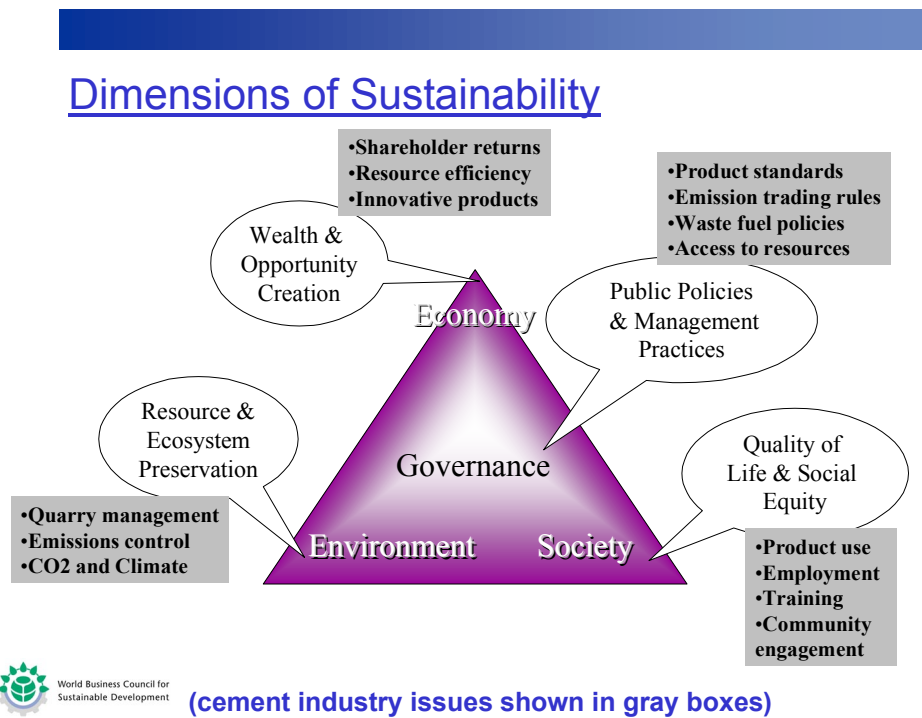 Dimensions of Sustainability
•Shareholder returns
•Resource efficiency
•Innovative products
•Product standards
•Emission trading rules
•Waste fuel policies
•Access to resources
Wealth &
Opportunity
Creation
Public Policies
& Management
Practices
Economy
Resource &
Ecosystem
Preservation
Governance
Quality of
Life & Social
Equity
•Quarry management
•Emissions control
•CO2 and Climate
Environment
Society
•Product use
•Employment
•Training
•Community
engagement
World Business Council for
Sustainable Development
(cement industry issues shown in gray boxes)